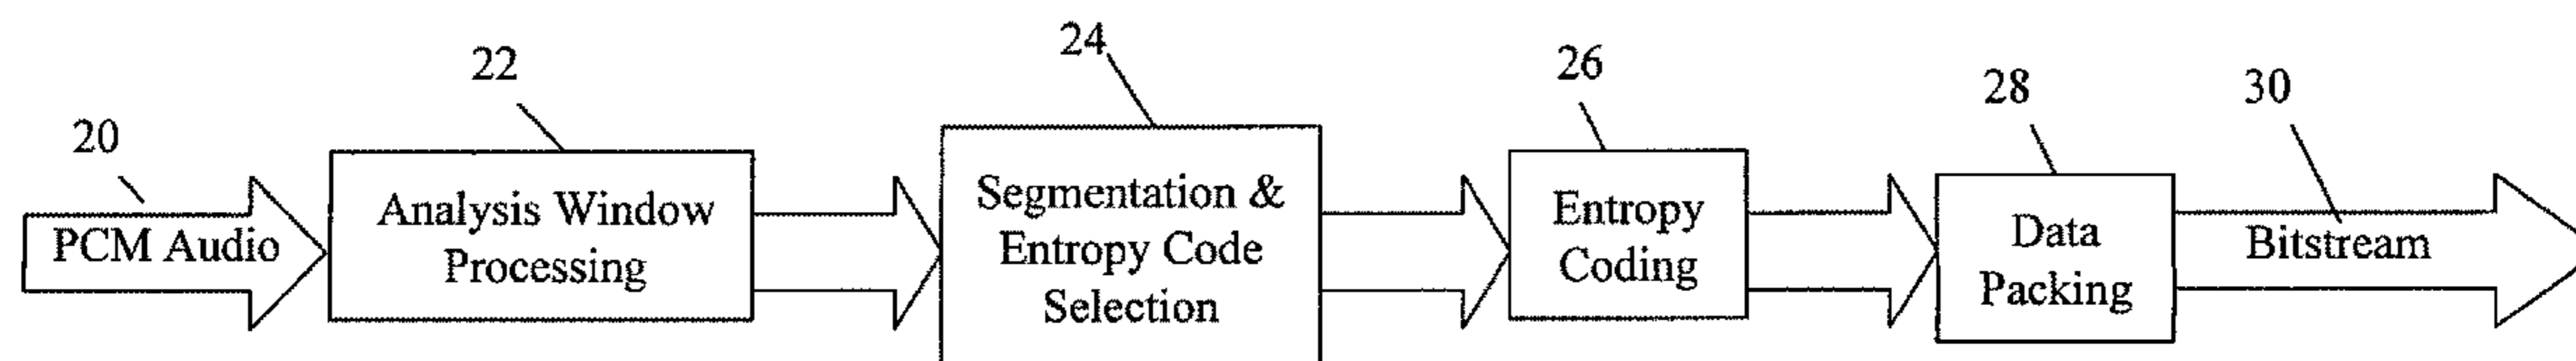 20
PCM Audio
22
Analysis Window
Processing
24
Segmentation &
Entropy Code
Selection
26
Entropy
Coding
28
Data
Packing
30
Bitstream